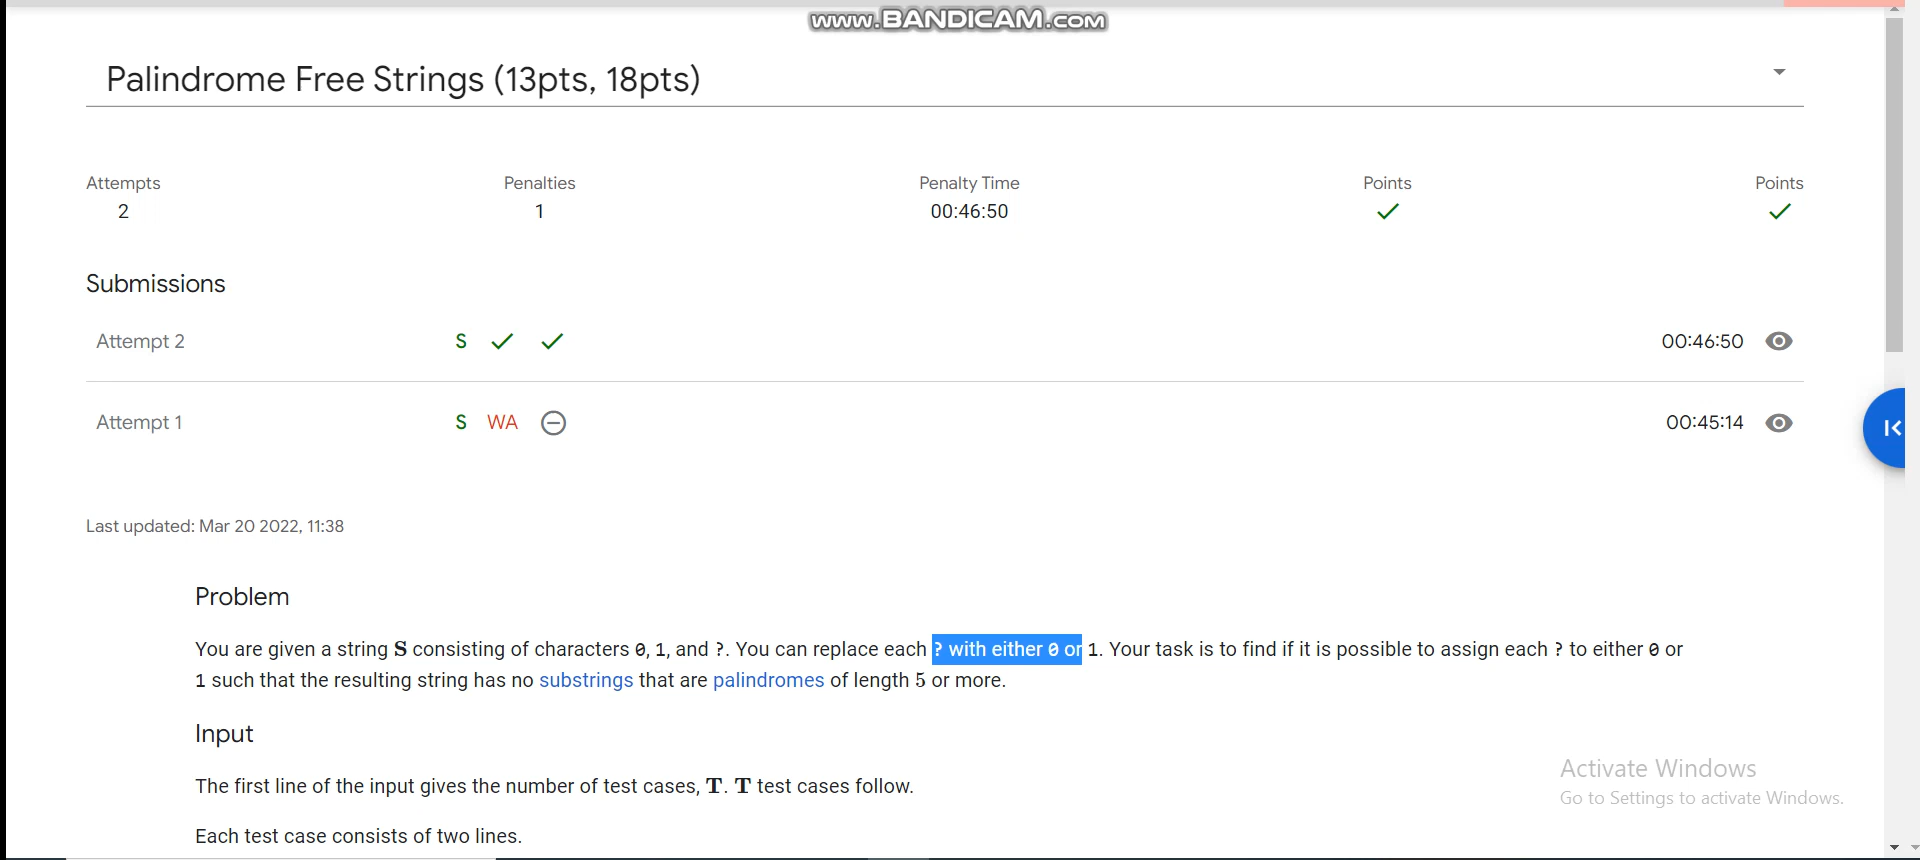 www.BANDICAM.com
Palindrome Free Strings (13pts, 18pts)
Attempts Penalties Penalty Time Points Points
2 1 00:46:50
Submissions
Attempt 2 S 00:46:50
Attempt 1 S WA 00:45:14
Last updated: Mar 20 2022, 11:38
Problem
You are given a string S consisting of characters 0, 1, and ?. You can replace each ? with either 0 or 1. Your task is to find if it is possible to assign each ? to either 0 or
1 such that the resulting string has no substrings that are palindromes of length 5 or more.
Input
The first line of the input gives the number of test cases, T. T test cases follow.
Each test case consists of two lines.
Activate Windows
Go to Settings to activate Windows.